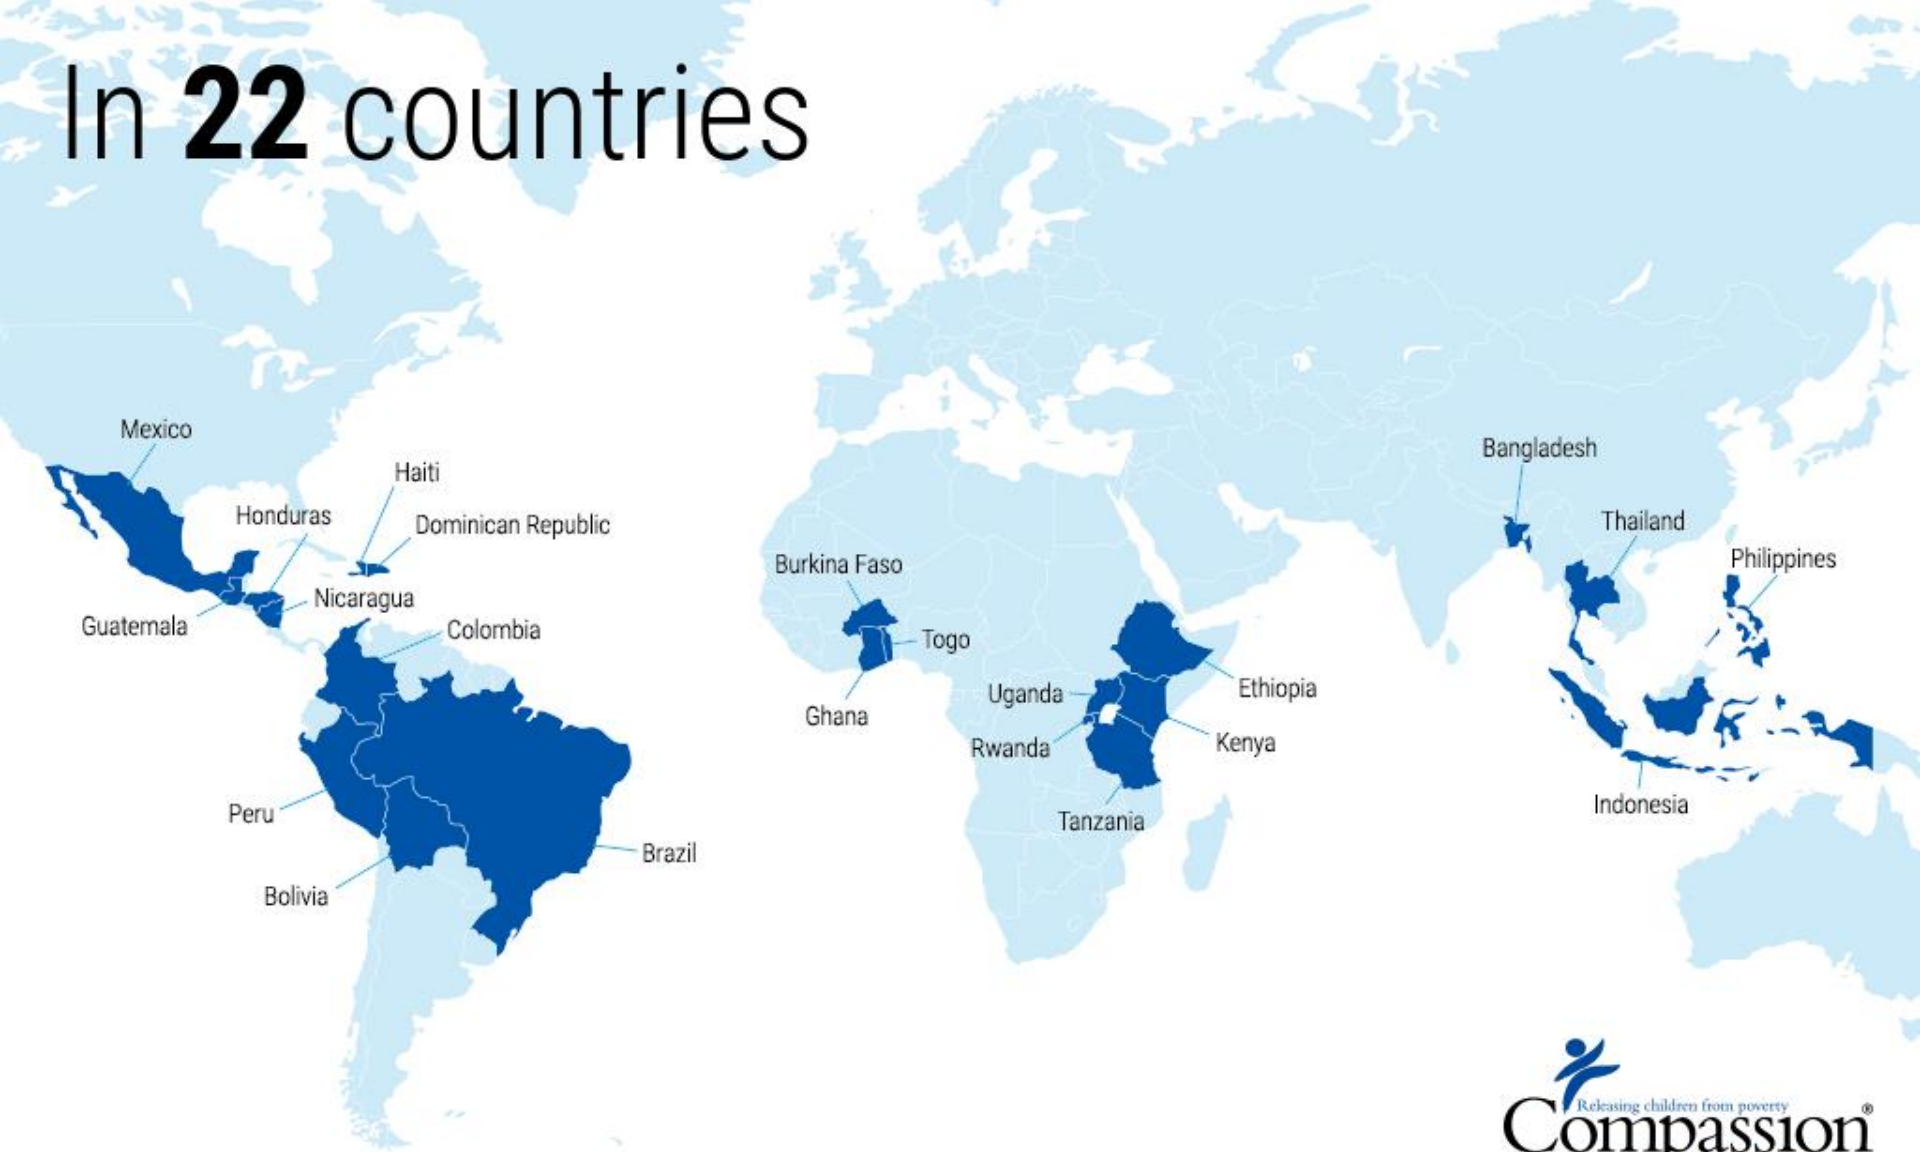 In 22 countries
Mexico
Haiti
Honduras
Dominican Republic
Nicaragua
Guatemala
Colombia
Peru
Brazil
Bolivia
Burkina Faso
Togo
Ghana
Uganda
Ethiopia
Rwanda
Kenya
Tanzania
Bangladesh
Thailand
Philippines
Indonesia
Releasing children from poverty
Compassion®